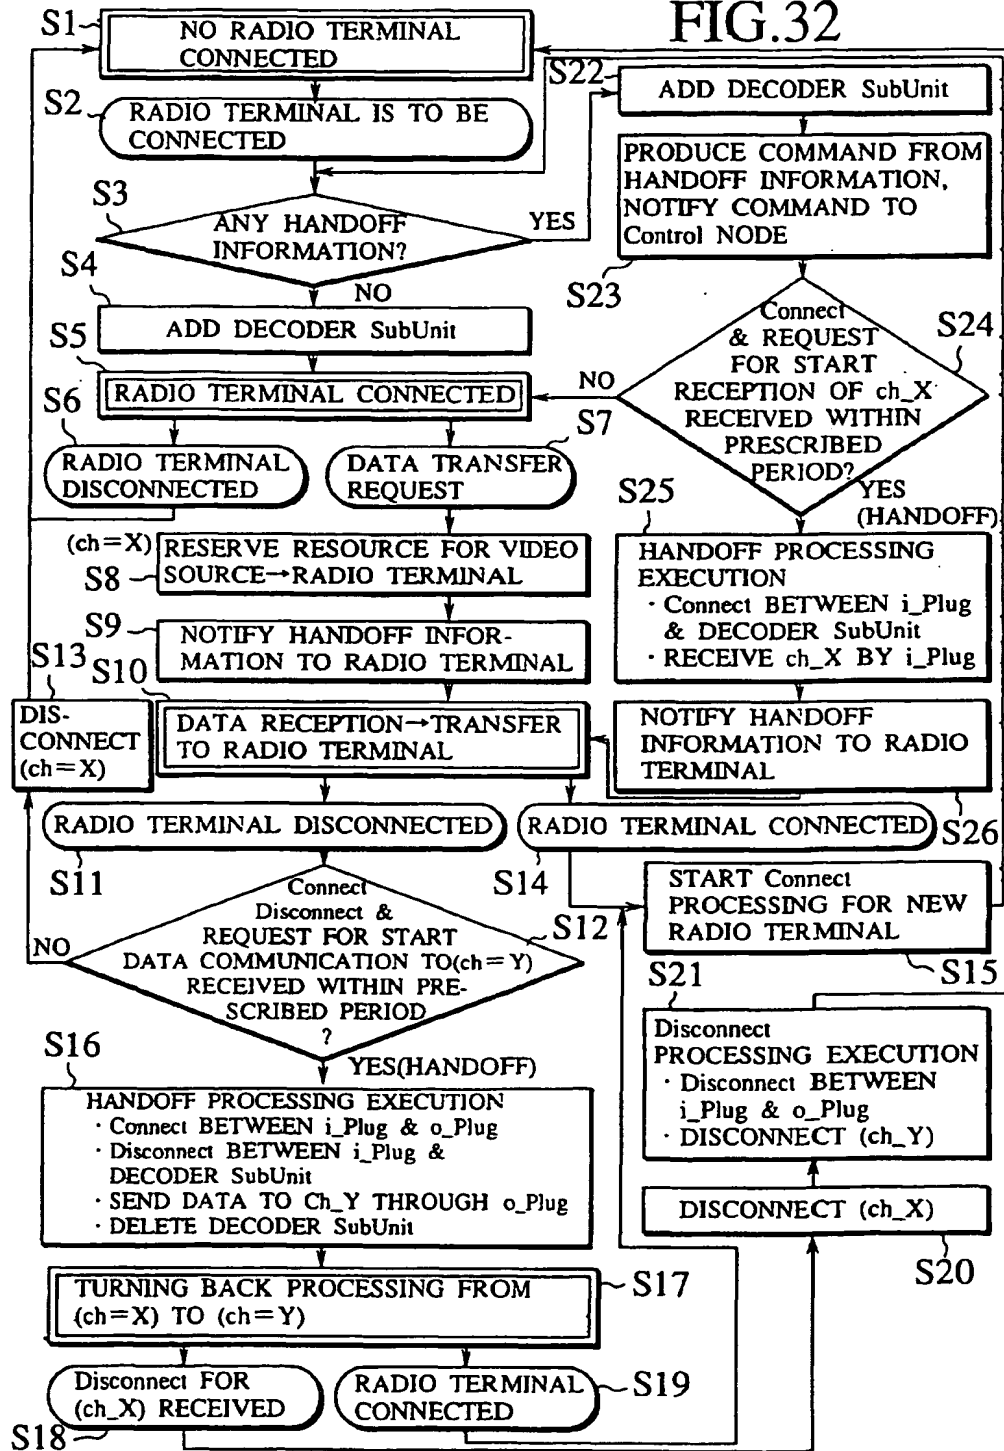 FIG.32
S1
NO RADIO TERMINAL
CONNECTED
S2
RADIO TERMINAL IS TO BE
CONNECTED
S3
ANY HANDOFF
INFORMATION?
YES
NO
S4
ADD DECODER SubUnit
S5
RADIO TERMINAL CONNECTED
S6
RADIO TERMINAL
DISCONNECTED
S7
DATA TRANSFER
REQUEST
(ch=X)
S8
RESERVE RESOURCE FOR VIDEO
SOURCE→RADIO TERMINAL
S9
NOTIFY HANDOFF INFOR-
MATION TO RADIO TERMINAL
S10
DATA RECEPTION→TRANSFER
TO RADIO TERMINAL
S13
DIS-
CONNECT
(ch=X)
RADIO TERMINAL DISCONNECTED
S11
RADIO TERMINAL CONNECTED
S14
S12
Connect
Disconnect &
REQUEST FOR START
DATA COMMUNICATION TO(ch=Y)
RECEIVED WITHIN PRE-
SCRIBED PERIOD
?
NO
YES(HANDOFF)
S16
HANDOFF PROCESSING EXECUTION
· Connect BETWEEN i_Plug & o_Plug
· Disconnect BETWEEN i_Plug &
DECODER SubUnit
· SEND DATA TO Ch_Y THROUGH o_Plug
· DELETE DECODER SubUnit
S17
TURNING BACK PROCESSING FROM
(ch=X) TO (ch=Y)
Disconnect FOR
(ch_X) RECEIVED
S18
RADIO TERMINAL
CONNECTED
S19
S22
ADD DECODER SubUnit
PRODUCE COMMAND FROM
HANDOFF INFORMATION,
NOTIFY COMMAND TO
Control NODE
S23
S24
Connect
& REQUEST
FOR START
RECEPTION OF ch_X
RECEIVED WITHIN
PRESCRIBED
PERIOD?
NO
YES
(HANDOFF)
S25
HANDOFF PROCESSING
EXECUTION
· Connect BETWEEN i_Plug
& DECODER SubUnit
· RECEIVE ch_X BY i_Plug
NOTIFY HANDOFF
INFORMATION TO RADIO
TERMINAL
S26
START Connect
PROCESSING FOR NEW
RADIO TERMINAL
S15
S21
Disconnect
PROCESSING EXECUTION
· Disconnect BETWEEN
i_Plug & o_Plug
· DISCONNECT (ch_Y)
DISCONNECT (ch_X)
S20